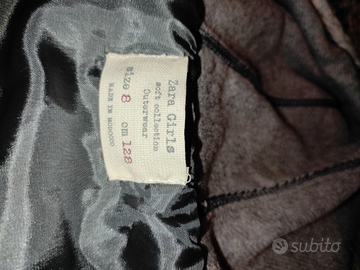 Zara Girls
soft collection
Outerwear
size 8 cm 128
MADE IN MOROCCO
subito